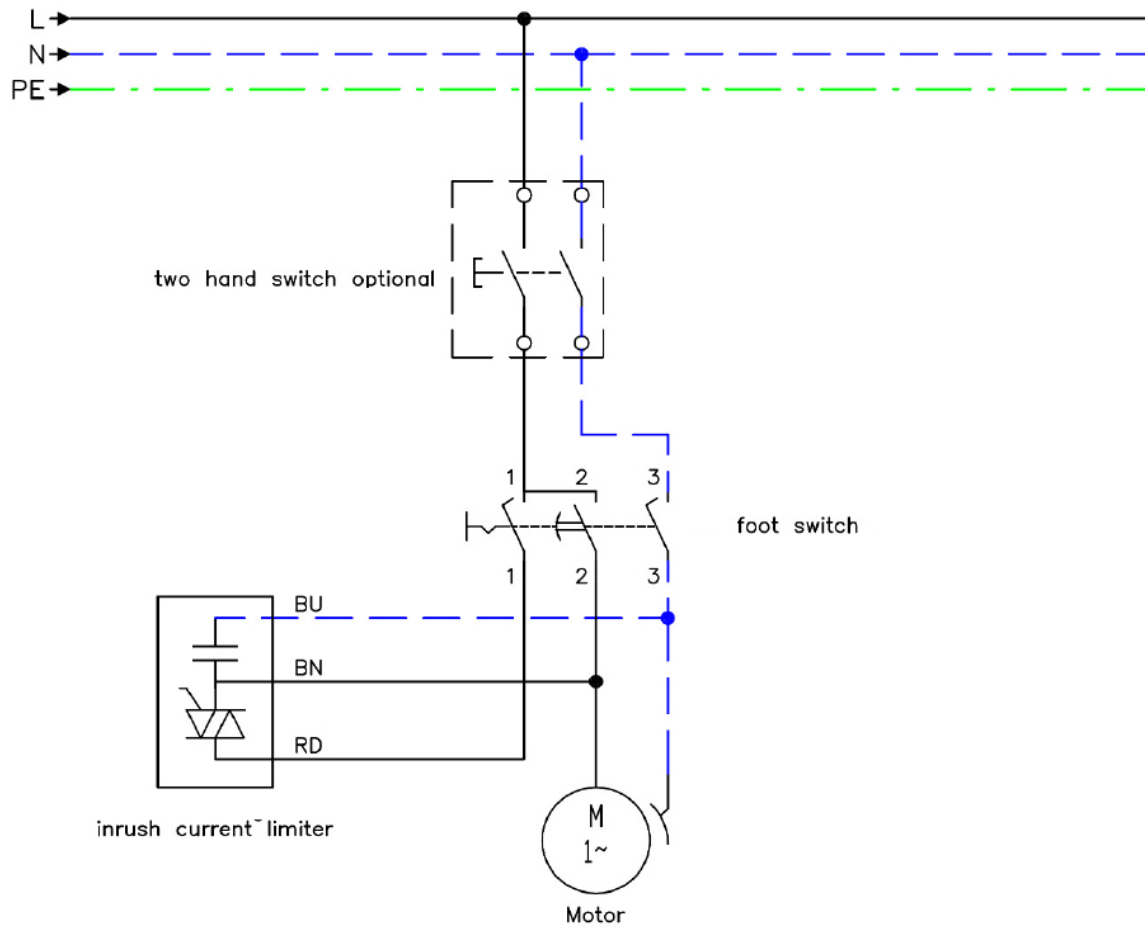 L
N
PE
two hand switch optional
1 2 3
foot switch
1 2 3
BU
BN
RD
inrush current~limiter
M
1~
Motor